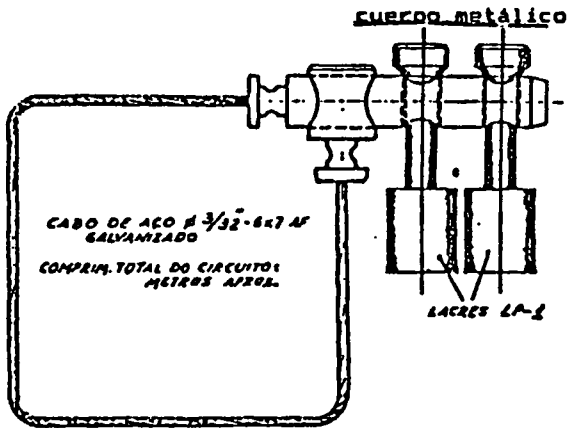 cuerpo metálico
CABO DE AÇO Ø 3/32"-6x7 AF
GALVANIZADO
COMPRIM. TOTAL DO CIRCUITO:
METROS APROX.
LACRES LP-1